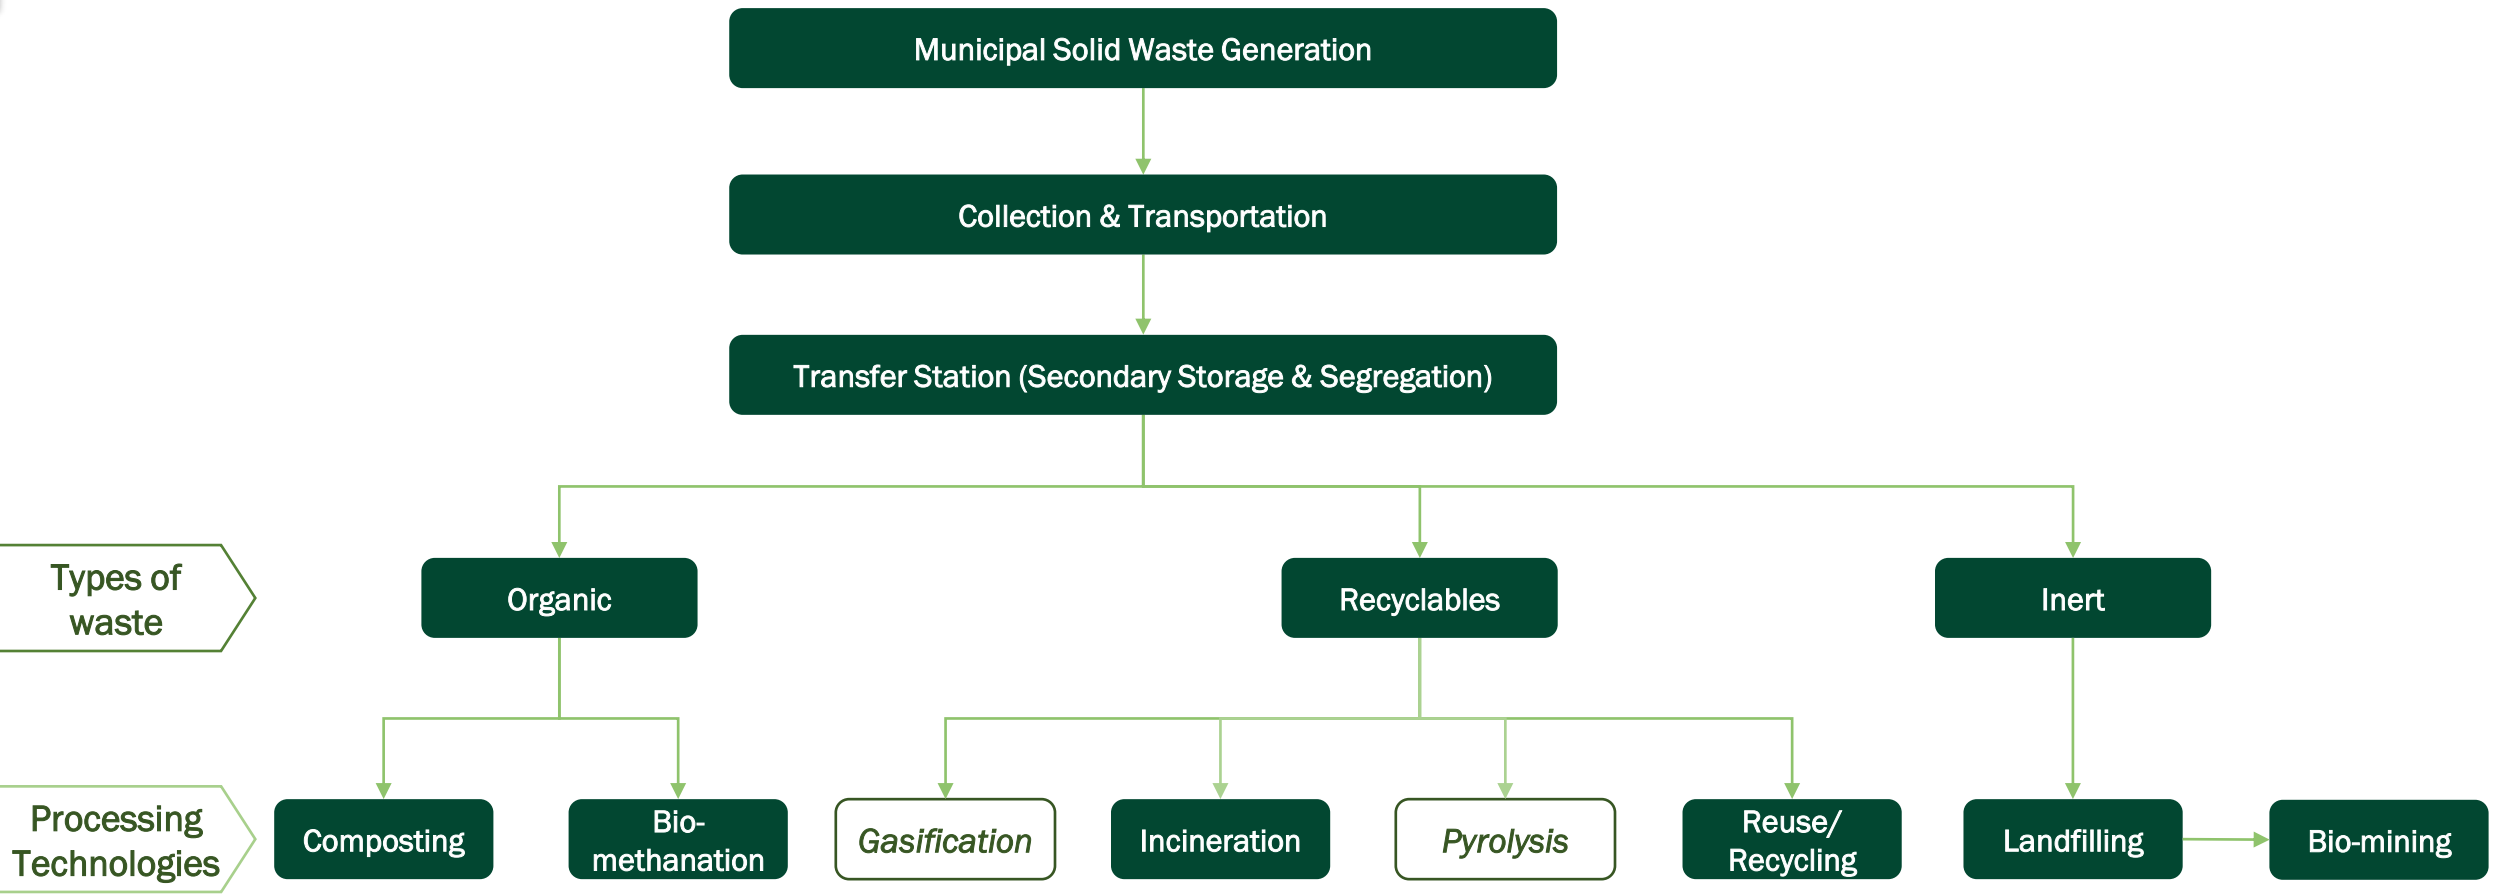 Municipal Solid Waste Generation
Collection & Transportation
Transfer Station (Secondary Storage & Segregation)
Types of
waste
Organic
Recyclables
Inert
Processing
Technologies
Composting
Bio-
methanation
Gasification
Incineration
Pyrolysis
Reuse/
Recycling
Landfilling
Bio-mining